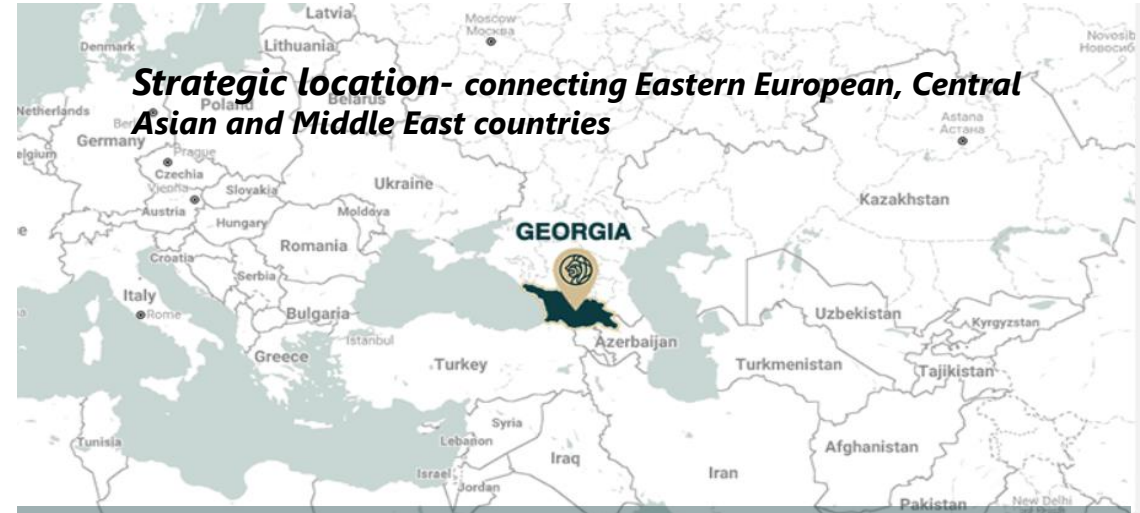 Latvia
Moscow
Москва
Novosib
Новосиб
Denmark
Lithuania
Strategic location- connecting Eastern European, Central
Asian and Middle East countries
Netherlands
Poland
Belarus
Germany
Prague
elgium
Czechia
Vienna
Slovakia
Austria
Hungary
Moldova
Ukraine
Astana
Астана
Kazakhstan
GEORGIA
Romania
Croatia
Serbia
Italy
Rome
Bulgaria
Istanbul
Greece
Turkey
Azerbaijan
Uzbekistan
Kyrgyzstan
Turkmenistan
Tajikistan
Tunisia
Syria
Lebanon
Israel
Jordan
Iraq
Iran
Afghanistan
Pakistan
New Delhi